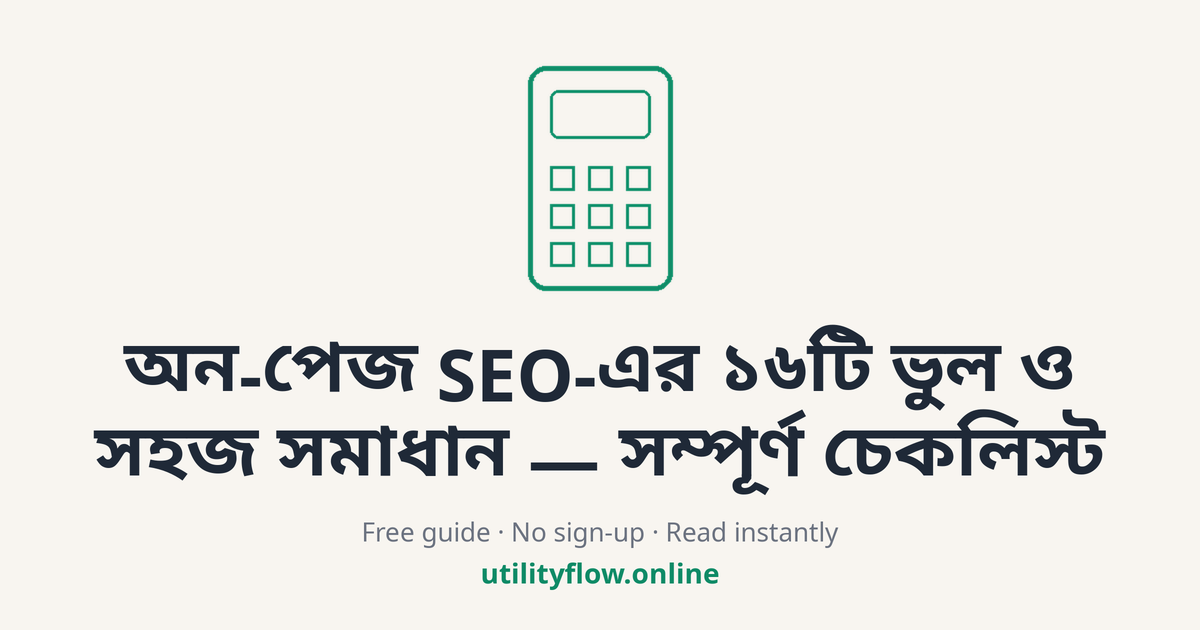 অন-পেজ SEO-এর ১৬টি ভুল ও
সহজ সমাধান — সম্পূর্ণ চেকলিস্ট
Free guide · No sign-up · Read instantly
utilityflow.online